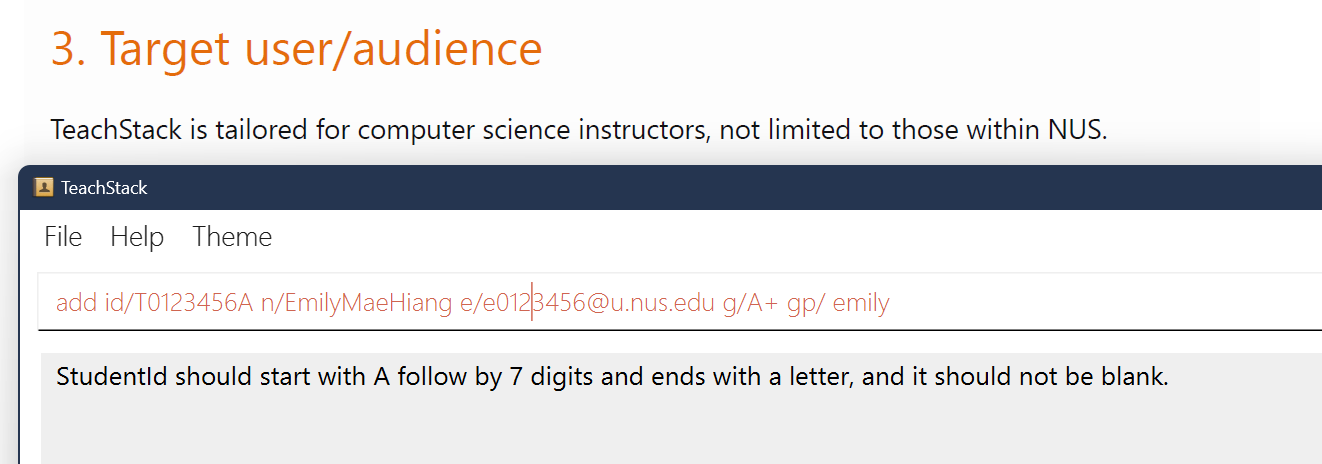 3. Target user/audience
TeachStack is tailored for computer science instructors, not limited to those within NUS.
TeachStack
File Help Theme
add id/T0123456A n/EmilyMaeHiang e/e0123456@u.nus.edu g/A+ gp/ emily
StudentId should start with A follow by 7 digits and ends with a letter, and it should not be blank.